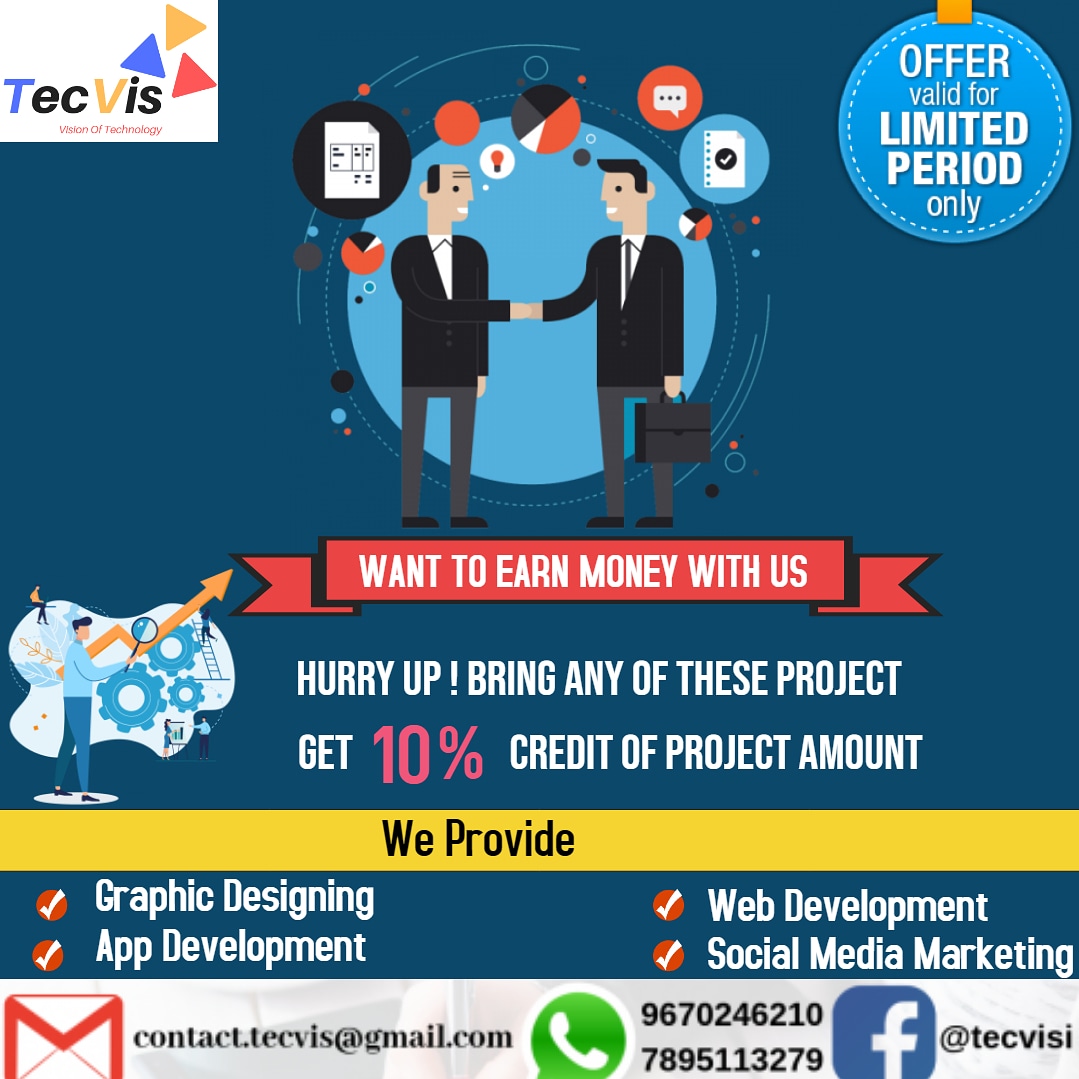 TecVis
Vision Of Technology
OFFER
valid for
LIMITED
PERIOD
only
WANT TO EARN MONEY WITH US
HURRY UP ! BRING ANY OF THESE PROJECT
GET 10% CREDIT OF PROJECT AMOUNT
We Provide
Graphic Designing
App Development
Web Development
Social Media Marketing
contact.tecvis@gmail.com
9670246210
7895113279
@tecvisi